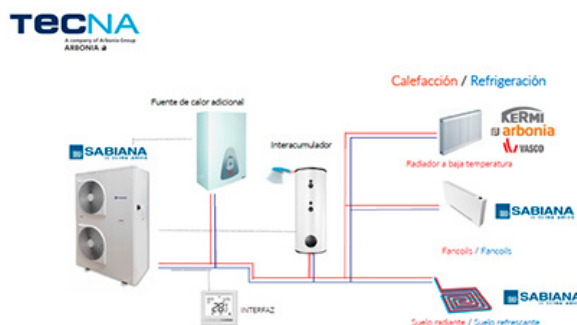 TECNA
A company of Arbonia Group
ARBONIA
Calefacción / Refrigeración
Fuente de calor adicional
Interacumulador
SABIANA
KERMI
arbonia
VASCO
Radiador a baja temperatura
SABIANA
Fancoils / Fancoils
INTERFAZ
SABIANA
Suelo radiante / Suelo refrescante